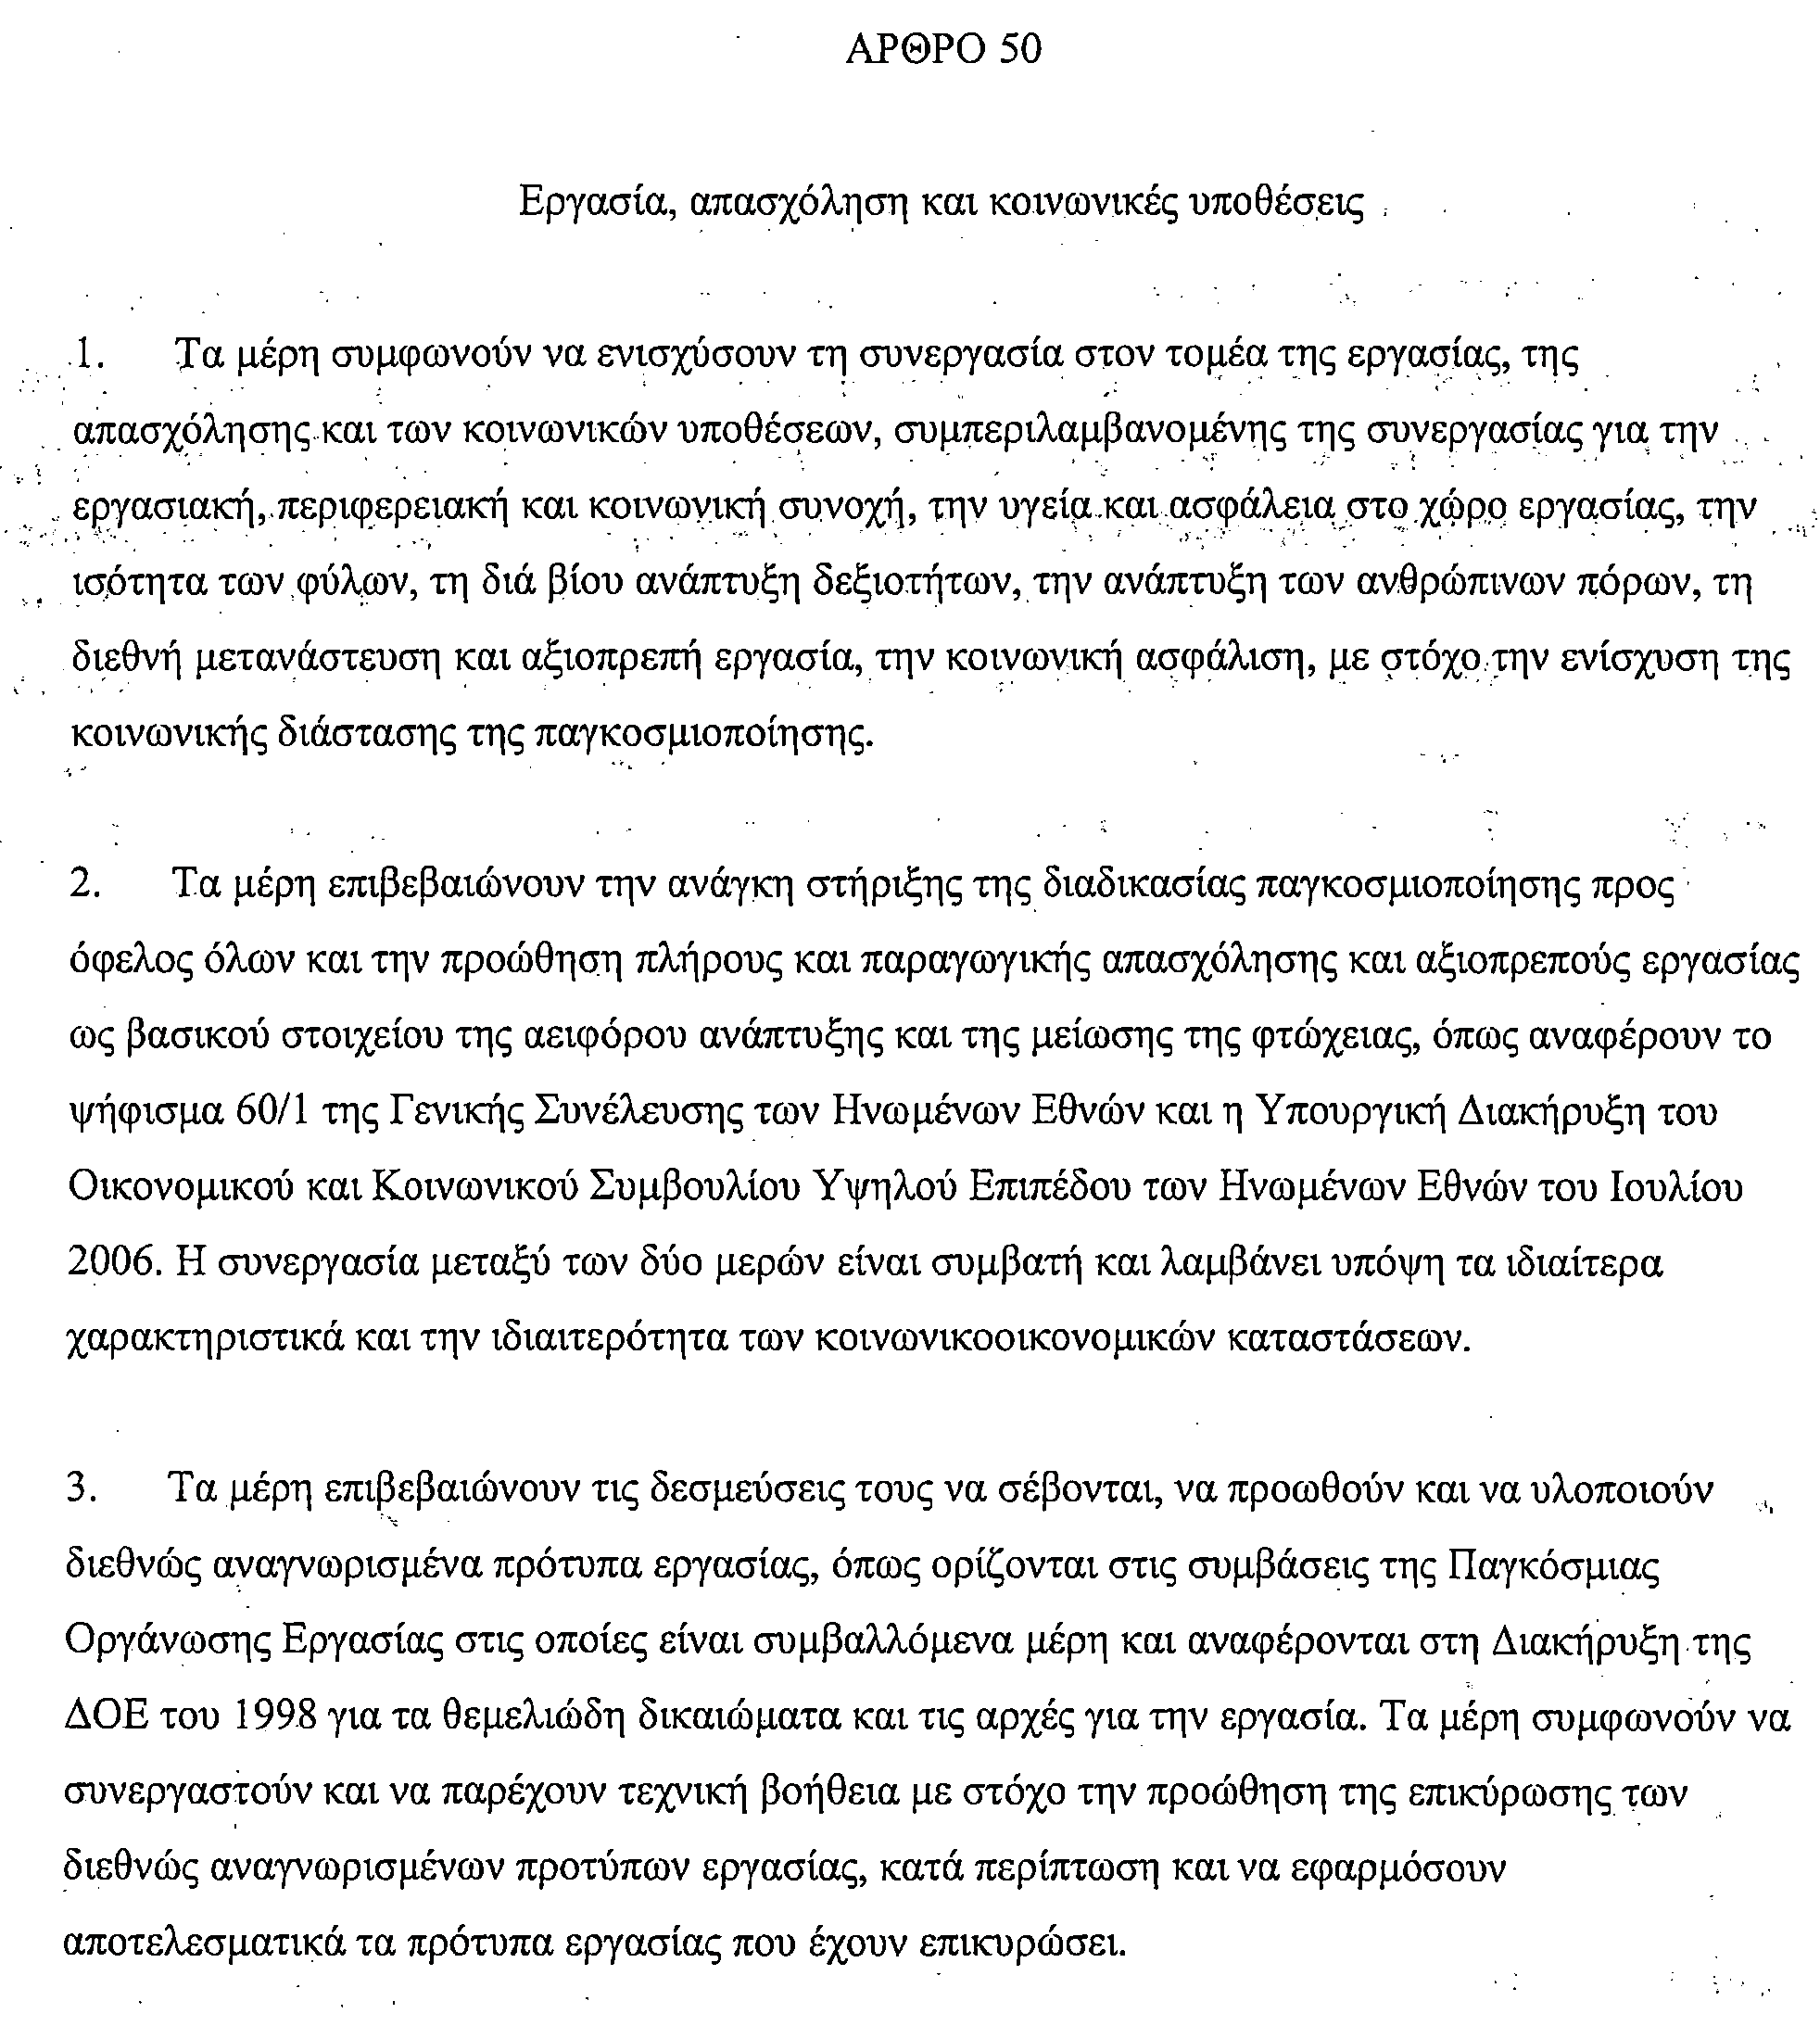 ΑΡΘΡΟ 50
Εργασία, απασχόληση και κοινωνικές υποθέσεις
1. Τα μέρη συμφωνούν να ενισχύσουν τη συνεργασία στον τομέα της εργασίας, της
απασχόλησης και των κοινωνικών υποθέσεων, συμπεριλαμβανομένης της συνεργασίας για την
εργασιακή, περιφερειακή και κοινωνική συνοχή, την υγεία και ασφάλεια στο χώρο εργασίας, την
ισότητα των φύλων, τη διά βίου ανάπτυξη δεξιοτήτων, την ανάπτυξη των ανθρώπινων πόρων, τη
διεθνή μετανάστευση και αξιοπρεπή εργασία, την κοινωνική ασφάλιση, με στόχο την ενίσχυση της
κοινωνικής διάστασης της παγκοσμιοποίησης.
2. Τα μέρη επιβεβαιώνουν την ανάγκη στήριξης της διαδικασίας παγκοσμιοποίησης προς
όφελος όλων και την προώθηση πλήρους και παραγωγικής απασχόλησης και αξιοπρεπούς εργασίας
ως βασικού στοιχείου της αειφόρου ανάπτυξης και της μείωσης της φτώχειας, όπως αναφέρουν το
ψήφισμα 60/1 της Γενικής Συνέλευσης των Ηνωμένων Εθνών και η Υπουργική Διακήρυξη του
Οικονομικού και Κοινωνικού Συμβουλίου Υψηλού Επιπέδου των Ηνωμένων Εθνών του Ιουλίου
2006. Η συνεργασία μεταξύ των δύο μερών είναι συμβατή και λαμβάνει υπόψη τα ιδιαίτερα
χαρακτηριστικά και την ιδιαιτερότητα των κοινωνικοοικονομικών καταστάσεων.
3. Τα μέρη επιβεβαιώνουν τις δεσμεύσεις τους να σέβονται, να προωθούν και να υλοποιούν
διεθνώς αναγνωρισμένα πρότυπα εργασίας, όπως ορίζονται στις συμβάσεις της Παγκόσμιας
Οργάνωσης Εργασίας στις οποίες είναι συμβαλλόμενα μέρη και αναφέρονται στη Διακήρυξη της
ΔΟΕ του 1998 για τα θεμελιώδη δικαιώματα και τις αρχές για την εργασία. Τα μέρη συμφωνούν να
συνεργαστούν και να παρέχουν τεχνική βοήθεια με στόχο την προώθηση της επικύρωσης των
διεθνώς αναγνωρισμένων προτύπων εργασίας, κατά περίπτωση και να εφαρμόσουν
αποτελεσματικά τα πρότυπα εργασίας που έχουν επικυρώσει.